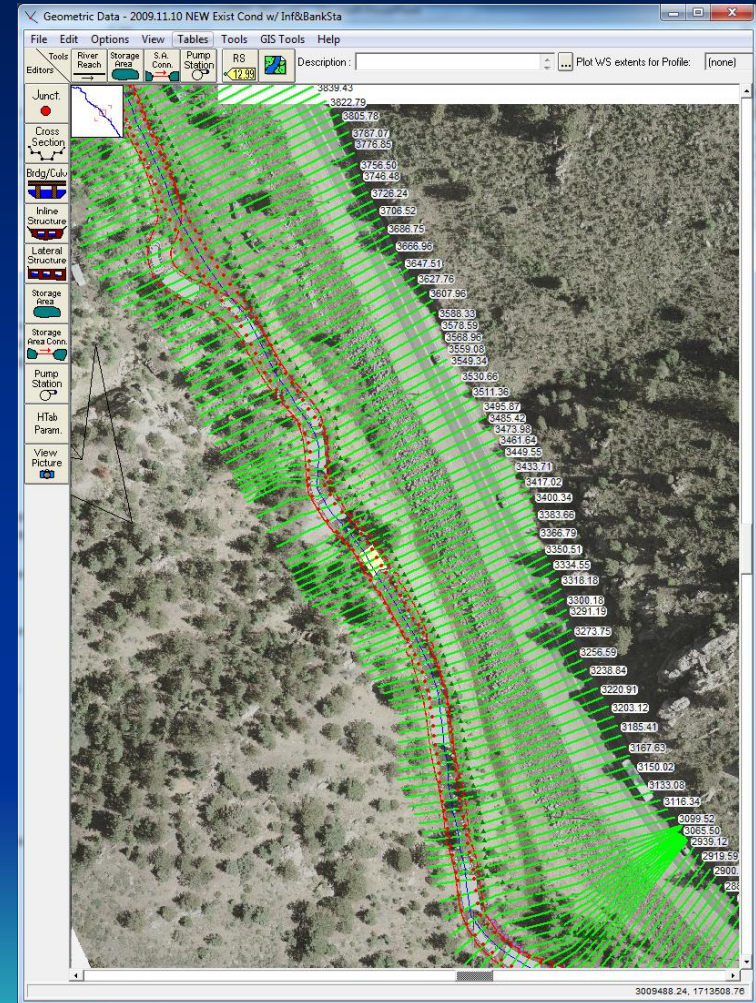 Geometric Data - 2009.11.10 NEW Exist Cond w/ Inf&BankSta
File Edit Options View Tables Tools GIS Tools Help
Tools
Editors
River Reach
Storage Area
S.A. Conn.
Pump Station
RS
12.99
Description :
...
Plot WS extents for Profile:
(none)
Junct.
Cross Section
Brdg/Culv
Inline Structure
Lateral Structure
Storage Area
Storage Area Conn.
Pump Station
HTab Param.
View Picture
3839.43
3822.79
3805.78
3787.07
3776.85
3756.50
3746.48
3726.24
3706.52
3686.75
3666.96
3647.51
3627.76
3607.96
3588.33
3578.59
3568.96
3559.08
3549.34
3530.66
3511.36
3495.87
3485.42
3473.98
3461.64
3449.55
3433.71
3417.02
3400.34
3383.66
3366.79
3350.51
3334.55
3318.18
3300.18
3291.19
3273.75
3256.59
3238.84
3220.91
3203.12
3185.41
3167.63
3150.02
3133.08
3116.34
3099.52
3065.50
2939.12
2919.59
2900.
3009488.24, 1713508.76